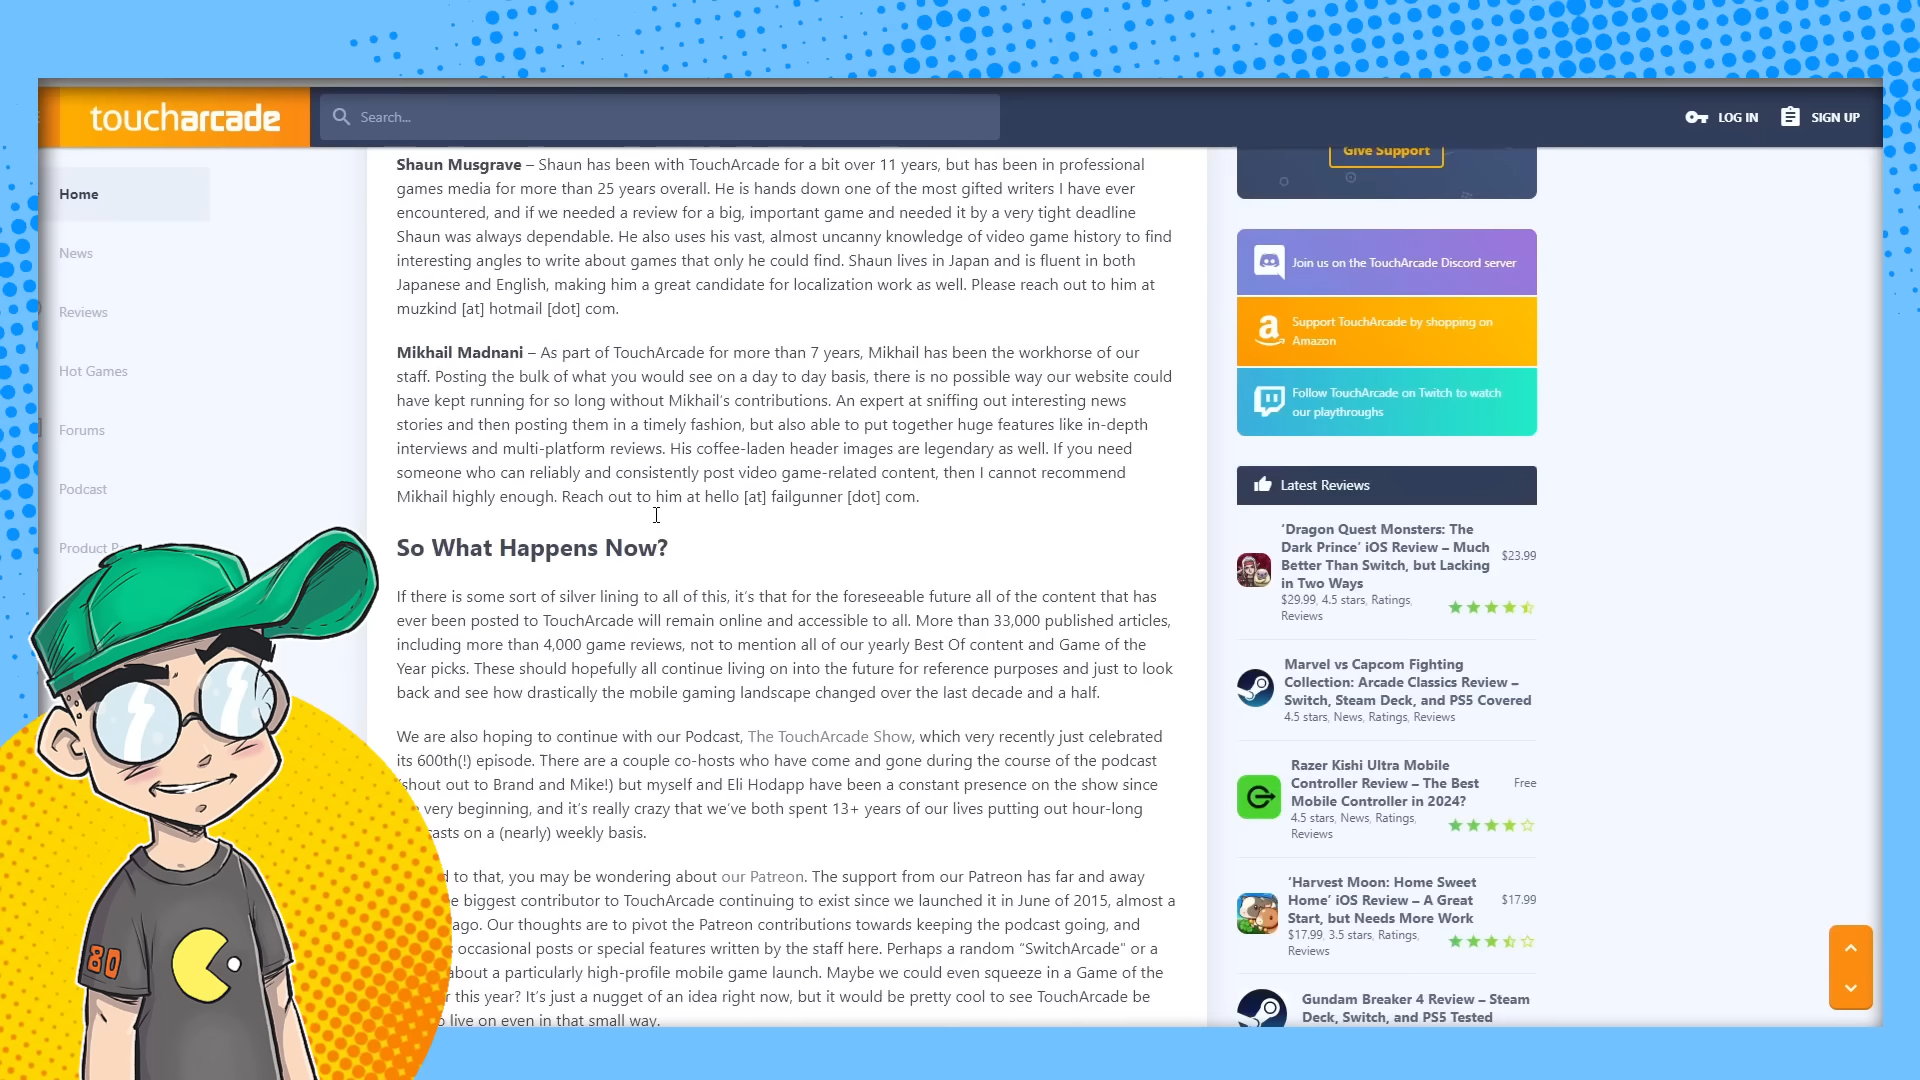 toucharcade
Search...
LOG IN
SIGN UP
Home
News
Reviews
Hot Games
Forums
Podcast
Product P
Shaun Musgrave – Shaun has been with TouchArcade for a bit over 11 years, but has been in professional
games media for more than 25 years overall. He is hands down one of the most gifted writers I have ever
encountered, and if we needed a review for a big, important game and needed it by a very tight deadline
Shaun was always dependable. He also uses his vast, almost uncanny knowledge of video game history to find
interesting angles to write about games that only he could find. Shaun lives in Japan and is fluent in both
Japanese and English, making him a great candidate for localization work as well. Please reach out to him at
muzkind [at] hotmail [dot] com.
Mikhail Madnani – As part of TouchArcade for more than 7 years, Mikhail has been the workhorse of our
staff. Posting the bulk of what you would see on a day to day basis, there is no possible way our website could
have kept running for so long without Mikhail's contributions. An expert at sniffing out interesting news
stories and then posting them in a timely fashion, but also able to put together huge features like in-depth
interviews and multi-platform reviews. His coffee-laden header images are legendary as well. If you need
someone who can reliably and consistently post video game-related content, then I cannot recommend
Mikhail highly enough. Reach out to him at hello [at] failgunner [dot] com.
So What Happens Now?
If there is some sort of silver lining to all of this, it's that for the foreseeable future all of the content that has
ever been posted to TouchArcade will remain online and accessible to all. More than 33,000 published articles,
including more than 4,000 game reviews, not to mention all of our yearly Best Of content and Game of the
Year picks. These should hopefully all continue living on into the future for reference purposes and just to look
back and see how drastically the mobile gaming landscape changed over the last decade and a half.
We are also hoping to continue with our Podcast, The TouchArcade Show, which very recently just celebrated
its 600th(!) episode. There are a couple co-hosts who have come and gone during the course of the podcast
shout out to Brand and Mike!) but myself and Eli Hodapp have been a constant presence on the show since
very beginning, and it's really crazy that we've both spent 13+ years of our lives putting out hour-long
casts on a (nearly) weekly basis.
d to that, you may be wondering about our Patreon. The support from our Patreon has far and away
e biggest contributor to TouchArcade continuing to exist since we launched it in June of 2015, almost a
ago. Our thoughts are to pivot the Patreon contributions towards keeping the podcast going, and
occasional posts or special features written by the staff here. Perhaps a random "SwitchArcade" or a
about a particularly high-profile mobile game launch. Maybe we could even squeeze in a Game of the
r this year? It's just a nugget of an idea right now, but it would be pretty cool to see TouchArcade be
o live on even in that small way.
Give Support
Join us on the TouchArcade Discord server
Support TouchArcade by shopping on
Amazon
Follow TouchArcade on Twitch to watch
our playthroughs
Latest Reviews
'Dragon Quest Monsters: The
Dark Prince' iOS Review – Much
Better Than Switch, but Lacking
in Two Ways
$23.99
$29.99, 4.5 stars, Ratings,
Reviews
Marvel vs Capcom Fighting
Collection: Arcade Classics Review –
Switch, Steam Deck, and PS5 Covered
4.5 stars, News, Ratings, Reviews
Razer Kishi Ultra Mobile
Controller Review – The Best
Mobile Controller in 2024?
Free
4.5 stars, News, Ratings,
Reviews
'Harvest Moon: Home Sweet
Home' iOS Review – A Great
Start, but Needs More Work
$17.99
$17.99, 3.5 stars, Ratings,
Reviews
Gundam Breaker 4 Review – Steam
Deck, Switch, and PS5 Tested
80